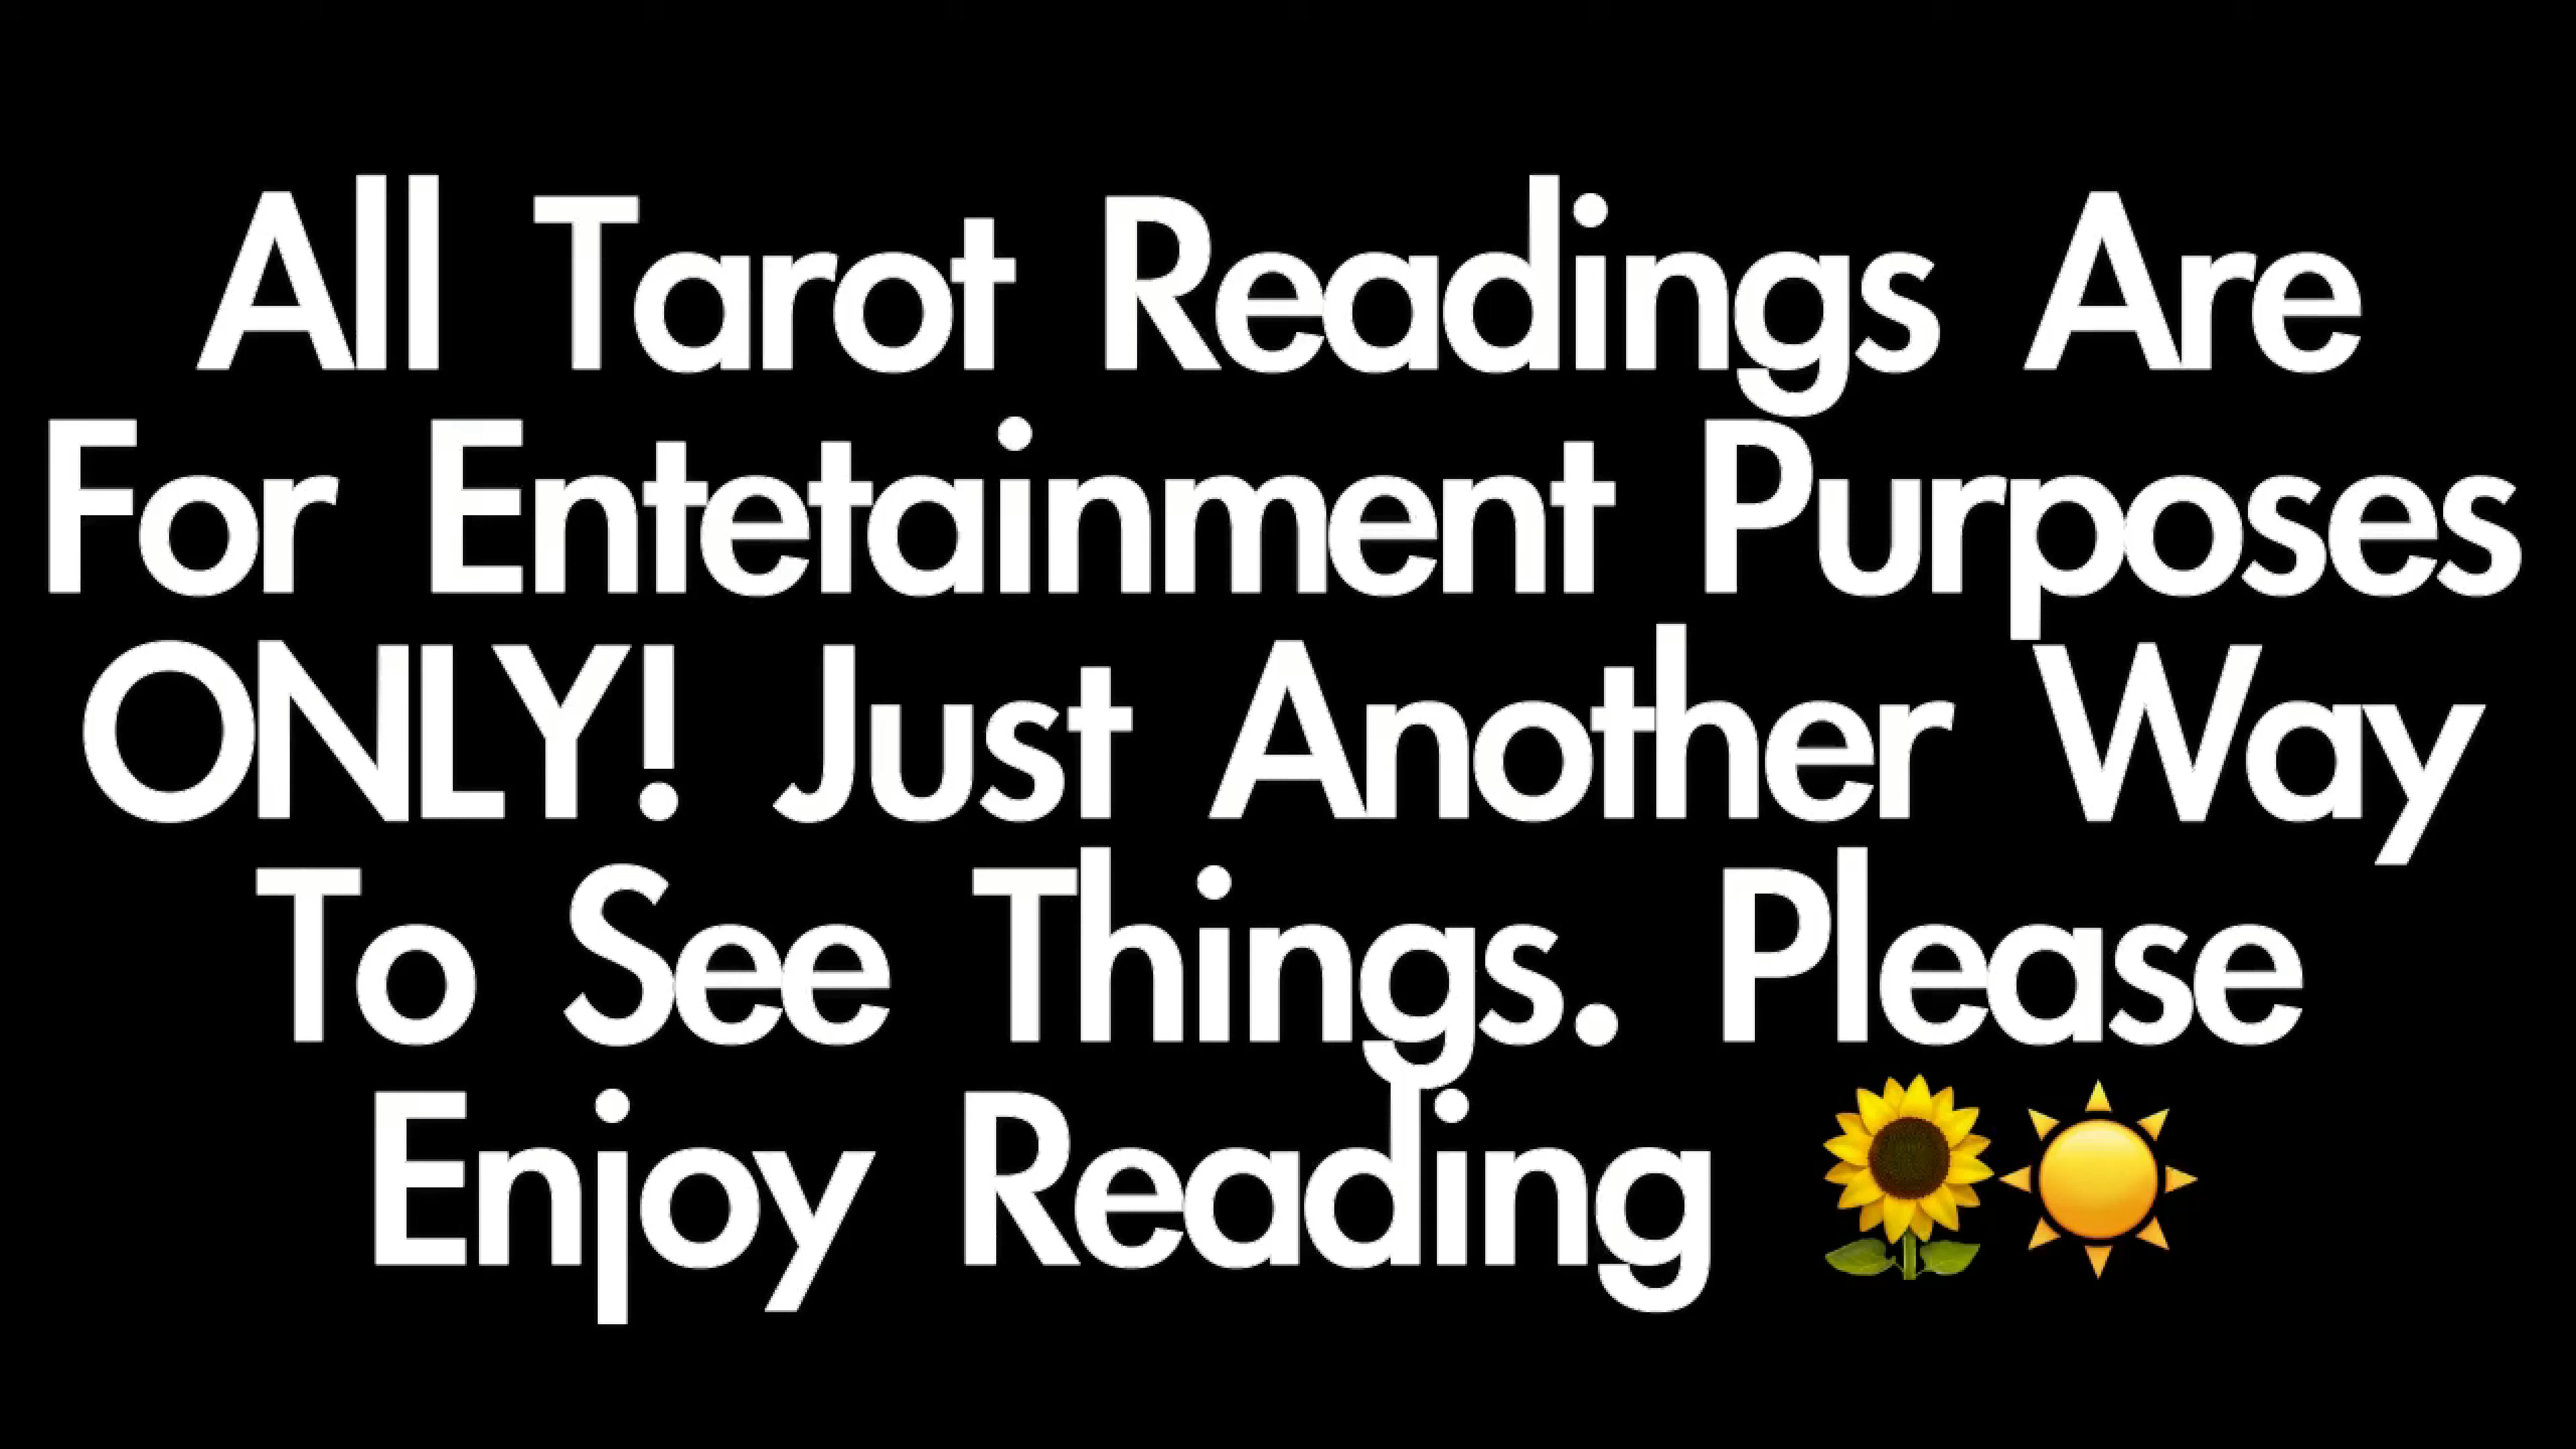 All Tarot Readings Are
For Entetainment Purposes
ONLY! Just Another Way
To See Things. Please
Enjoy Reading 🌻☀️